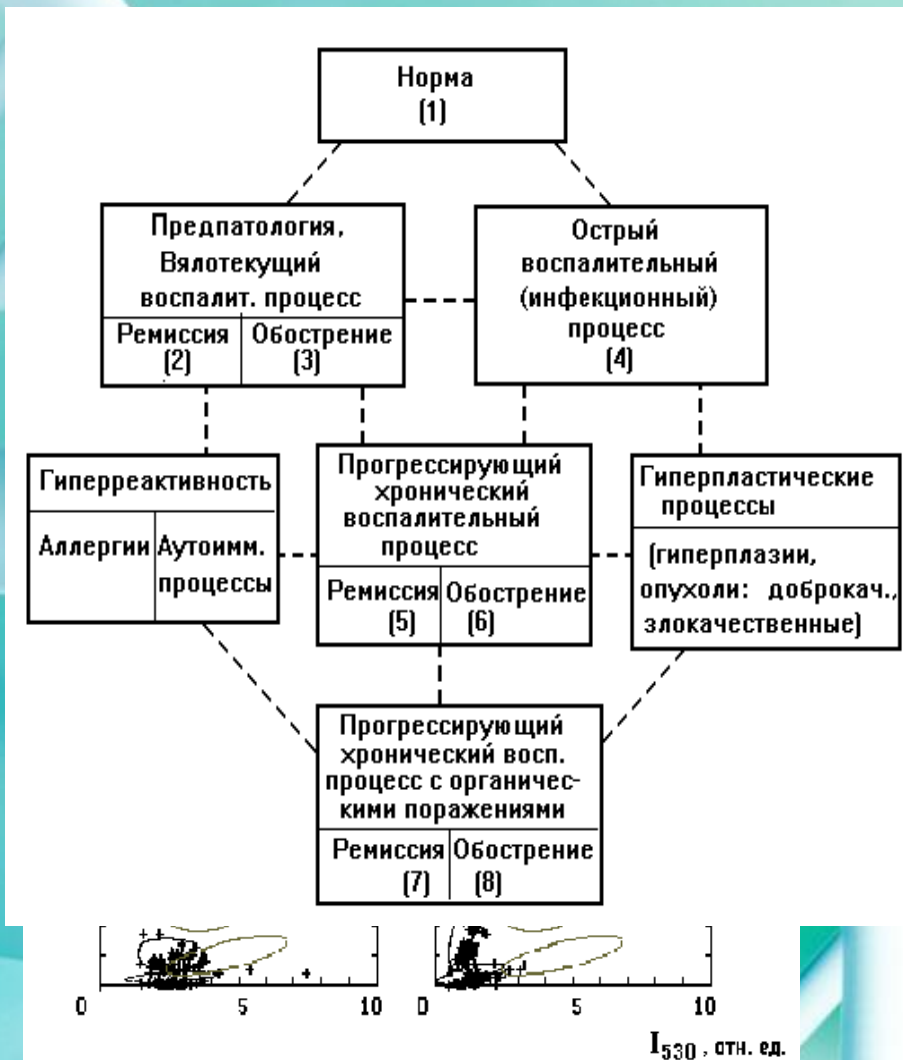 Норма
(1)
Предпатология,
Вялотекущий
воспалит. процесс
Ремиссия
(2)
Обострение
(3)
Острый
воспалительный
(инфекционный)
процесс
(4)
Гиперреактивность
Аллергии
Аутоимм.
процессы
Прогрессирующий
хронический
воспалительный
процесс
Ремиссия
(5)
Обострение
(6)
Гиперпластические
процессы
(гиперплазии,
опухоли: доброкач.,
злокачественные)
Прогрессирующий
хронический восп.
процесс с органичес-
кими поражениями
Ремиссия
(7)
Обострение
(8)
0 5 10 0 5 10
I530 , отн. ед.